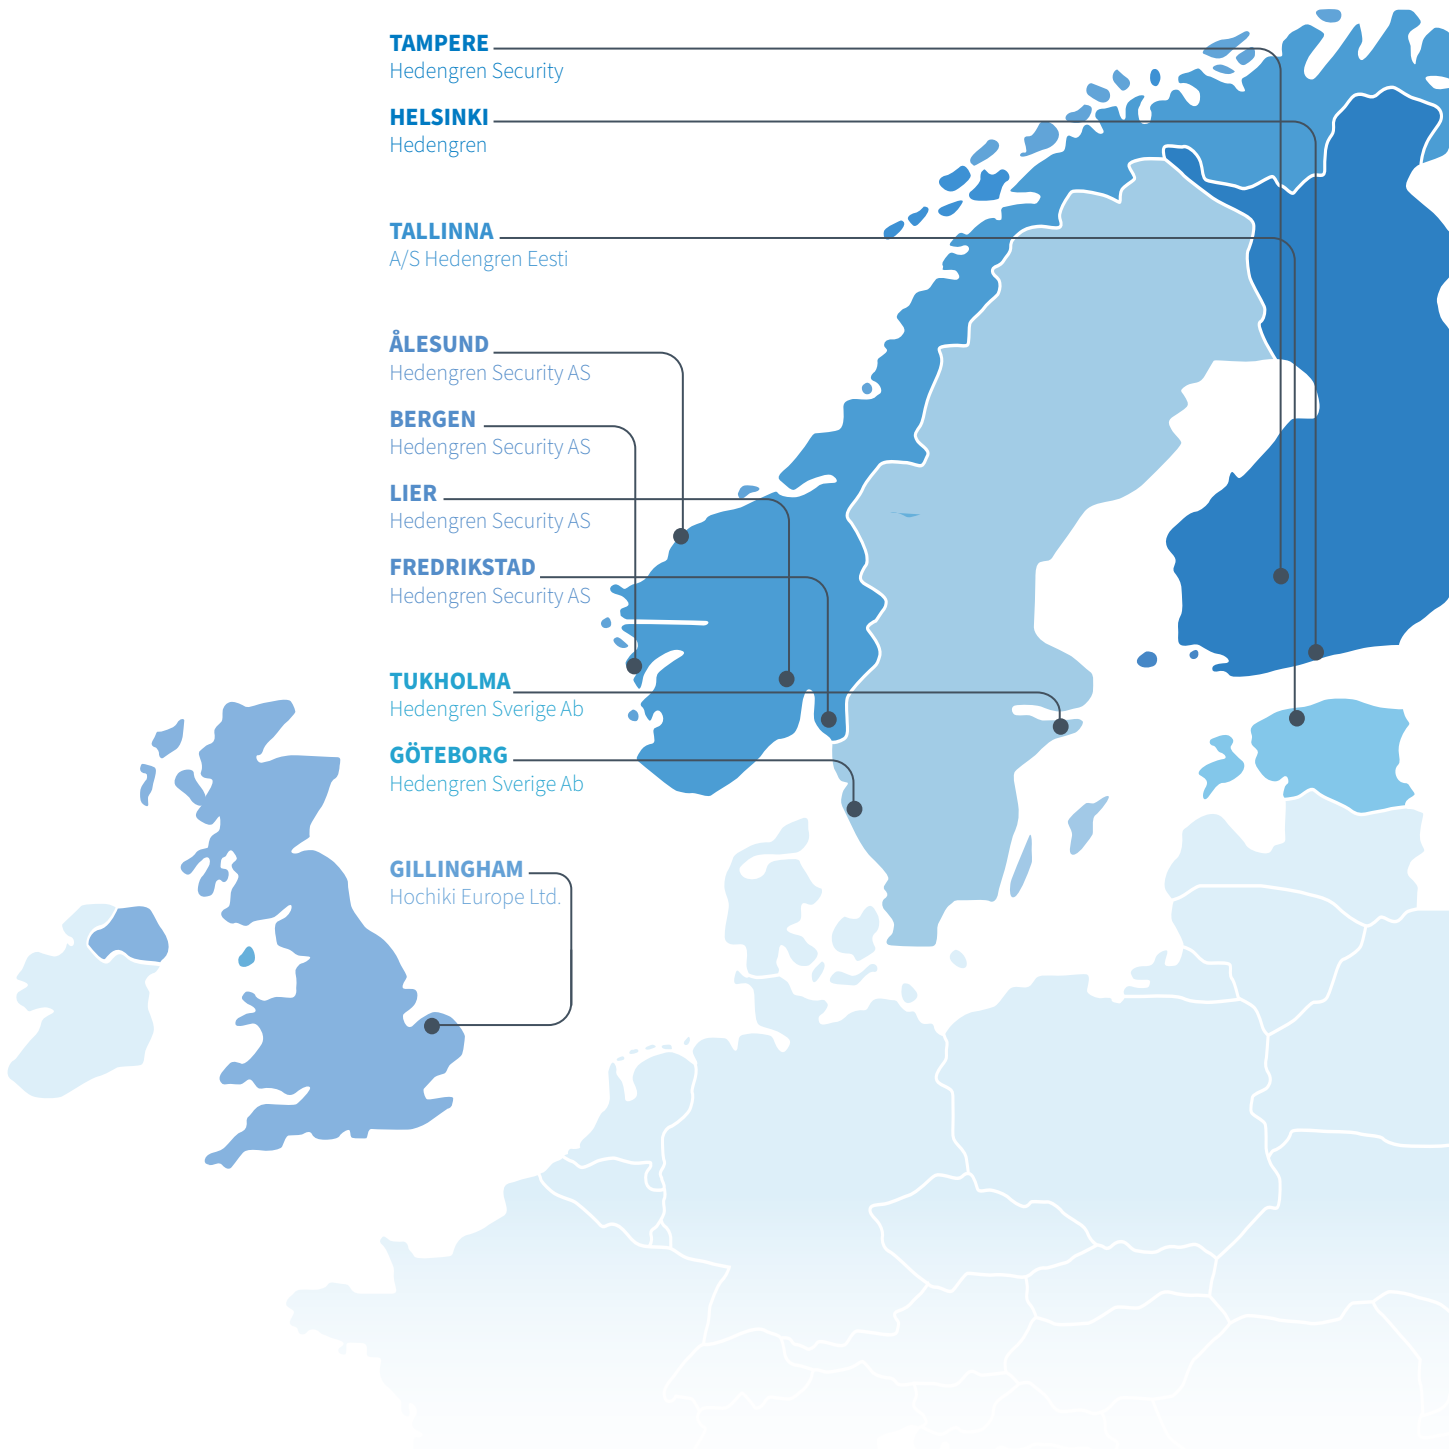 TAMPERE
Hedengren Security
HELSINKI
Hedengren
TALLINNA
A/S Hedengren Eesti
ÅLESUND
Hedengren Security AS
BERGEN
Hedengren Security AS
LIER
Hedengren Security AS
FREDRIKSTAD
Hedengren Security AS
TUKHOLMA
Hedengren Sverige Ab
GÖTEBORG
Hedengren Sverige Ab
GILLINGHAM
Hochiki Europe Ltd.